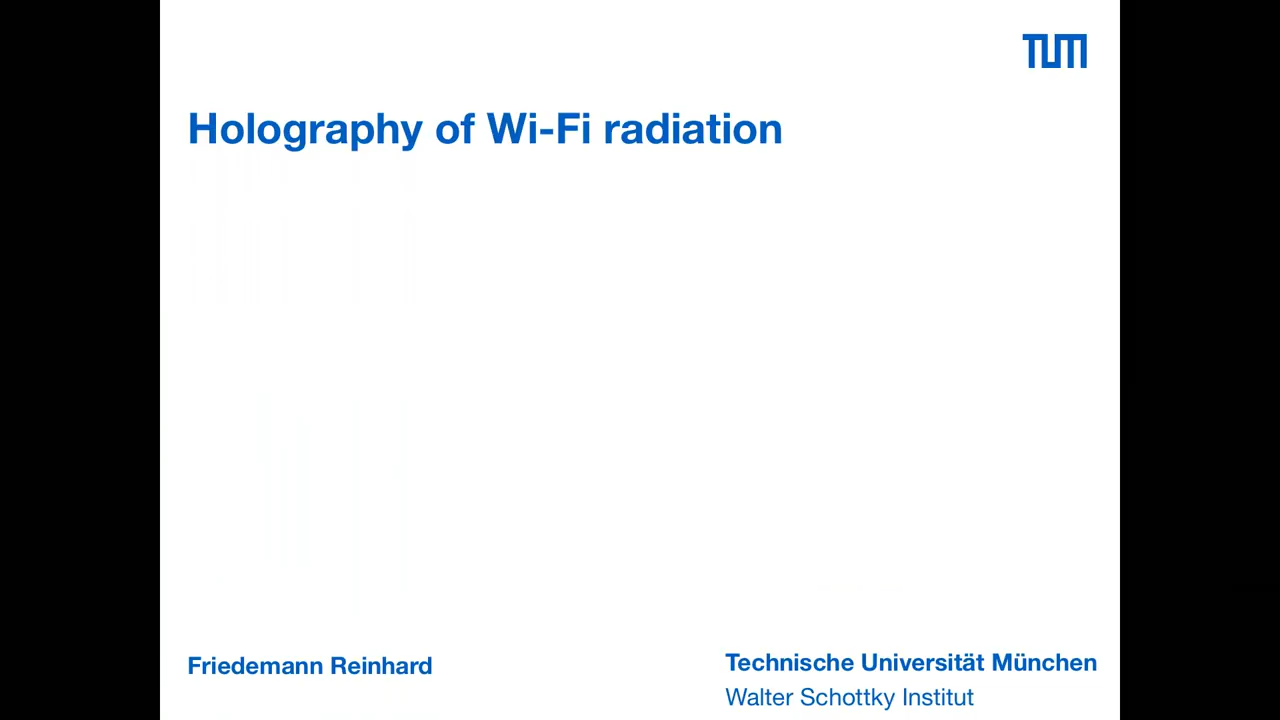 TUM
Holography of Wi-Fi radiation
Friedemann Reinhard
Technische Universität München
Walter Schottky Institut